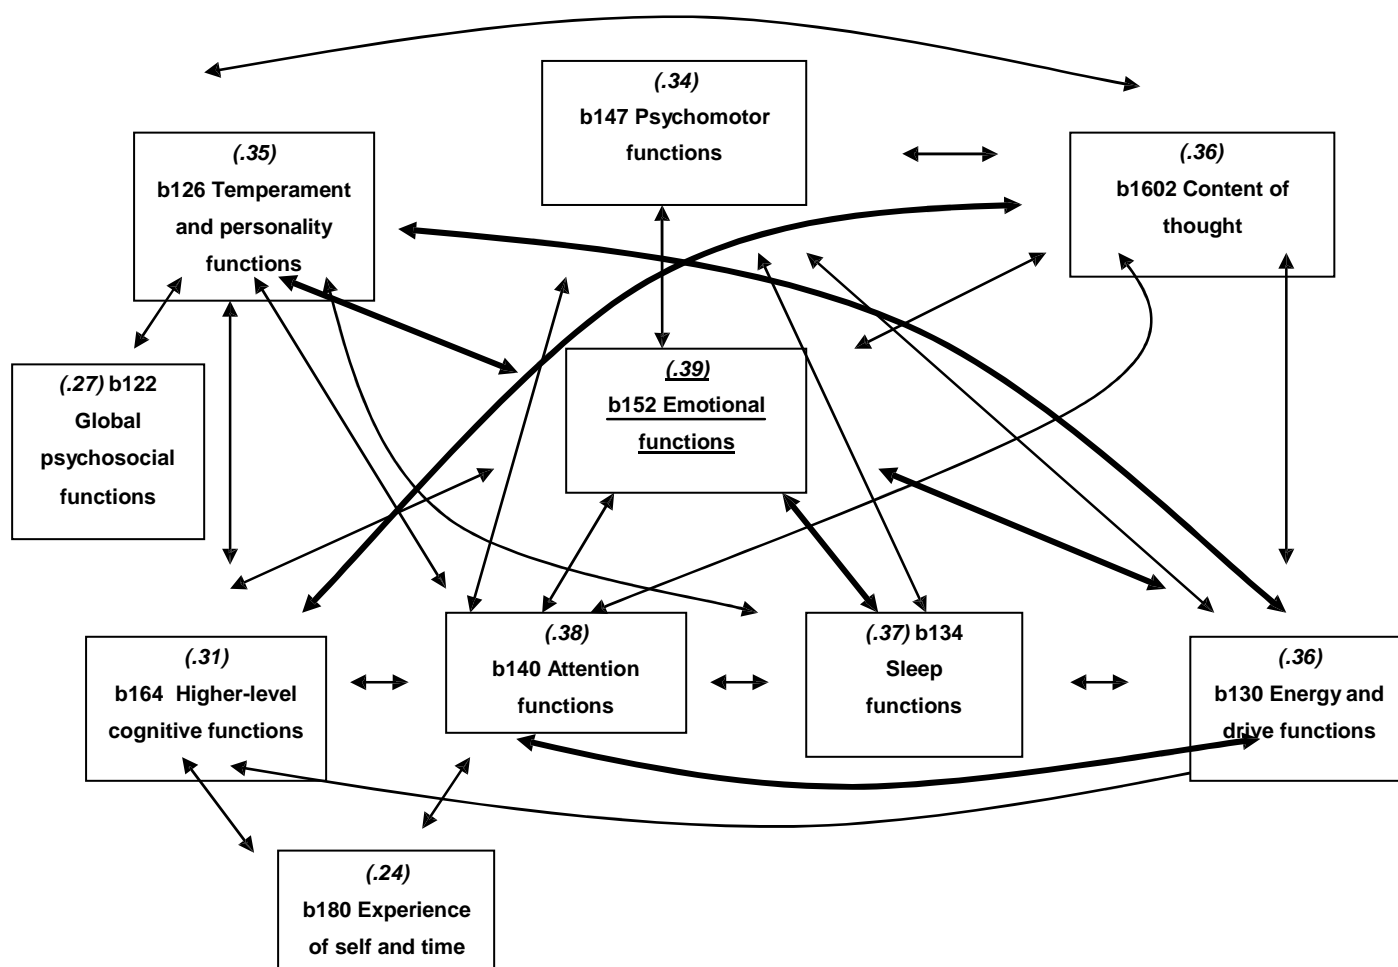 (.34)
b147 Psychomotor
functions
(.35)
b126 Temperament
and personality
functions
(.36)
b1602 Content of
thought
(.27) b122
Global
psychosocial
functions
(.39)
b152 Emotional
functions
(.31)
b164  Higher-level
cognitive functions
(.38)
b140 Attention
functions
(.37) b134
Sleep
functions
(.36)
b130 Energy and
drive functions
(.24)
b180 Experience
of self and time